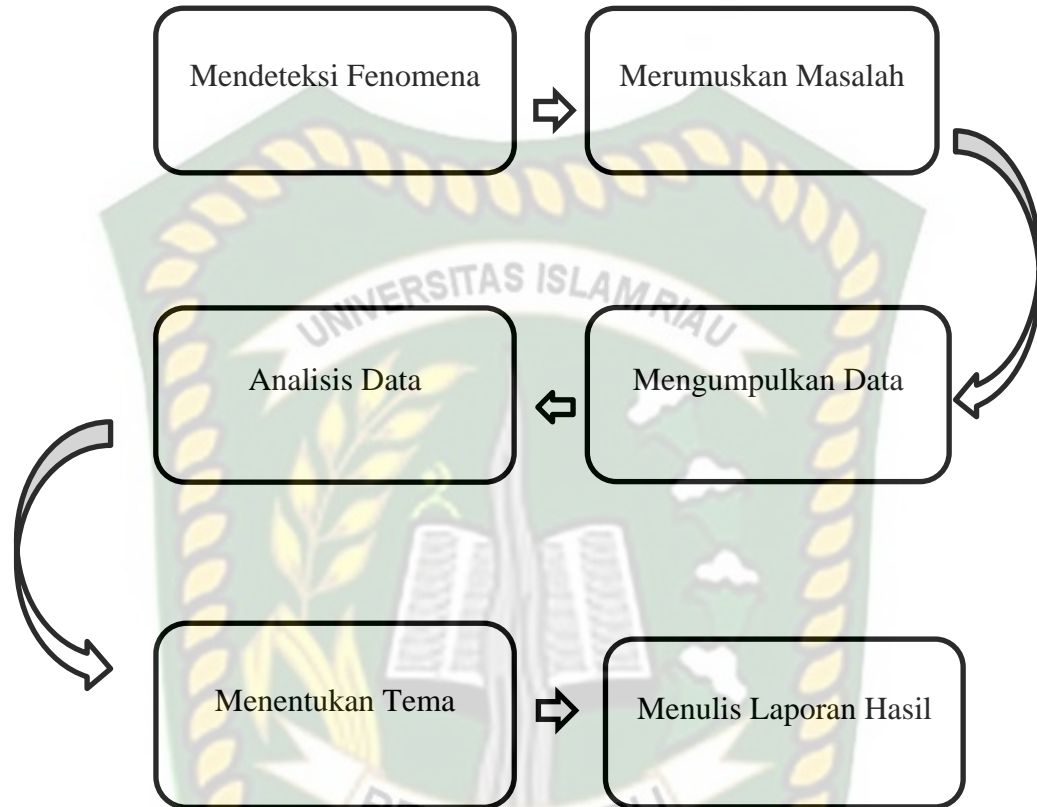 Mendeteksi Fenomena
Merumuskan Masalah
UNIVERSITAS ISLAM RIAU
Mengumpulkan Data
Analisis Data
Menentukan Tema
Menulis Laporan Hasil